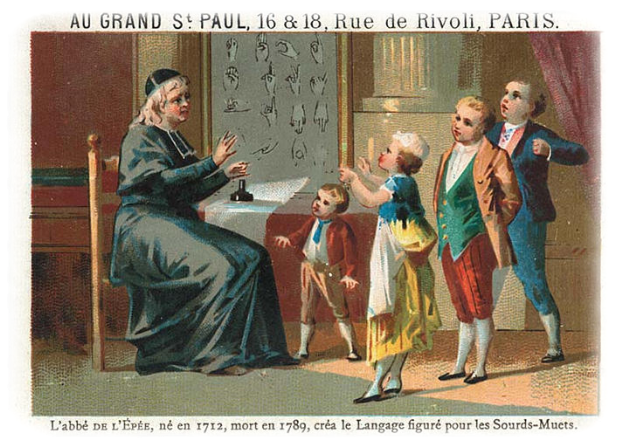 AU GRAND St PAUL, 16 & 18, Rue de Rivoli, PARIS.
L'abbé DE L'ÉPÉE, né en 1712, mort en 1789, créa le Langage figuré pour les Sourds-Muets.